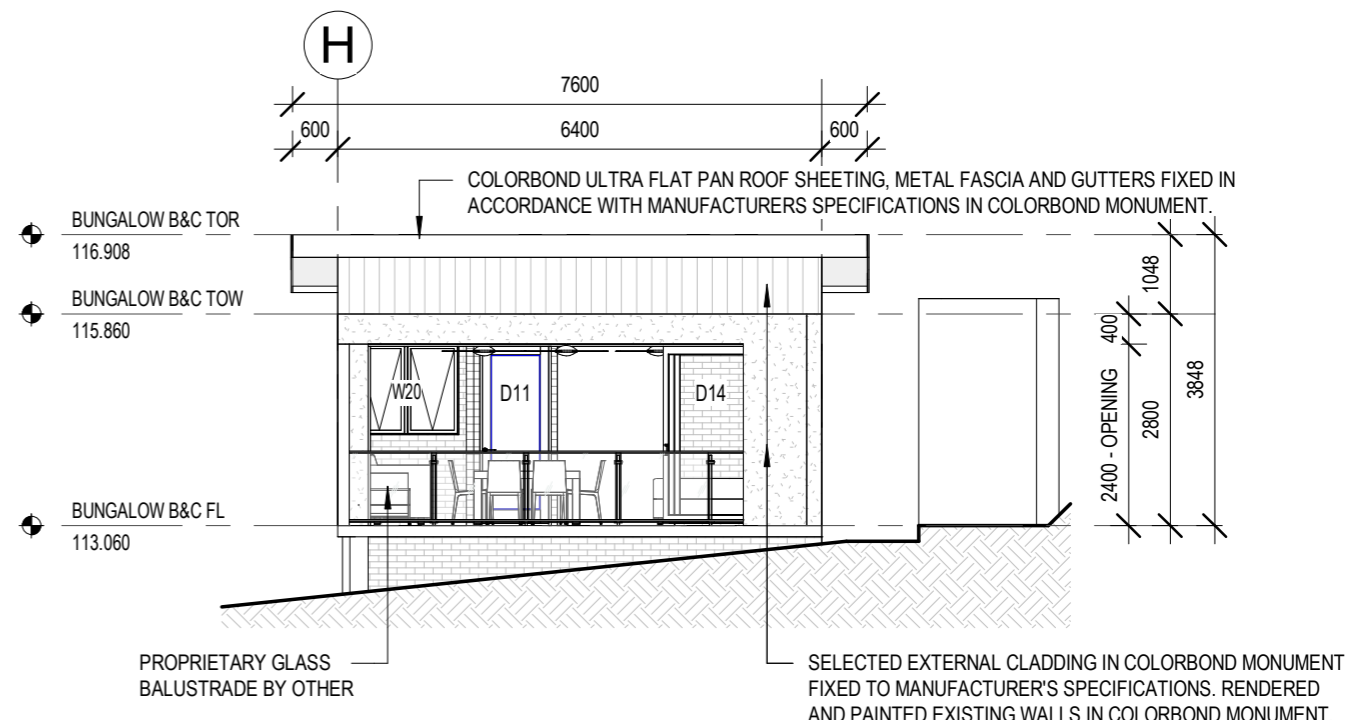 H
7600
600 6400 600
COLORBOND ULTRA FLAT PAN ROOF SHEETING, METAL FASCIA AND GUTTERS FIXED IN
ACCORDANCE WITH MANUFACTURERS SPECIFICATIONS IN COLORBOND MONUMENT.
BUNGALOW B&C TOR
116.908
1048
BUNGALOW B&C TOW
115.860
400
W20 D11 D14
2400 - OPENING
2800
3848
BUNGALOW B&C FL
113.060
PROPRIETARY GLASS
BALUSTRADE BY OTHER
SELECTED EXTERNAL CLADDING IN COLORBOND MONUMENT
FIXED TO MANUFACTURER'S SPECIFICATIONS. RENDERED
AND PAINTED EXISTING WALLS IN COLORBOND MONUMENT